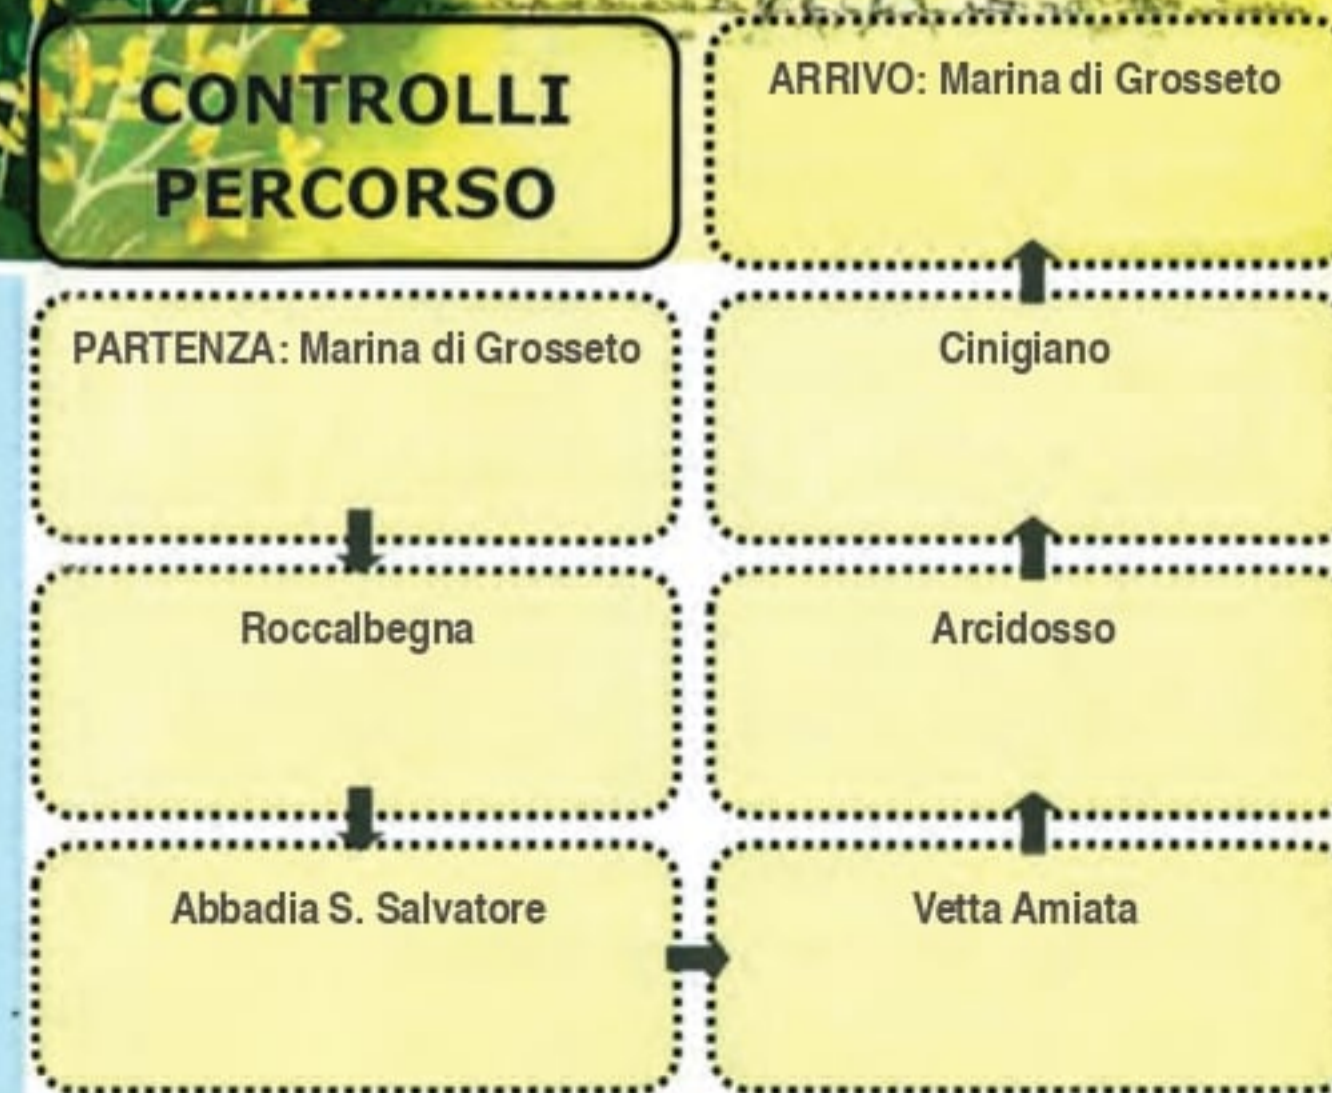 CONTROLLI
PERCORSO
PARTENZA: Marina di Grosseto
Roccalbegna
Abbadia S. Salvatore
Vetta Amiata
Arcidosso
Cinigiano
ARRIVO: Marina di Grosseto